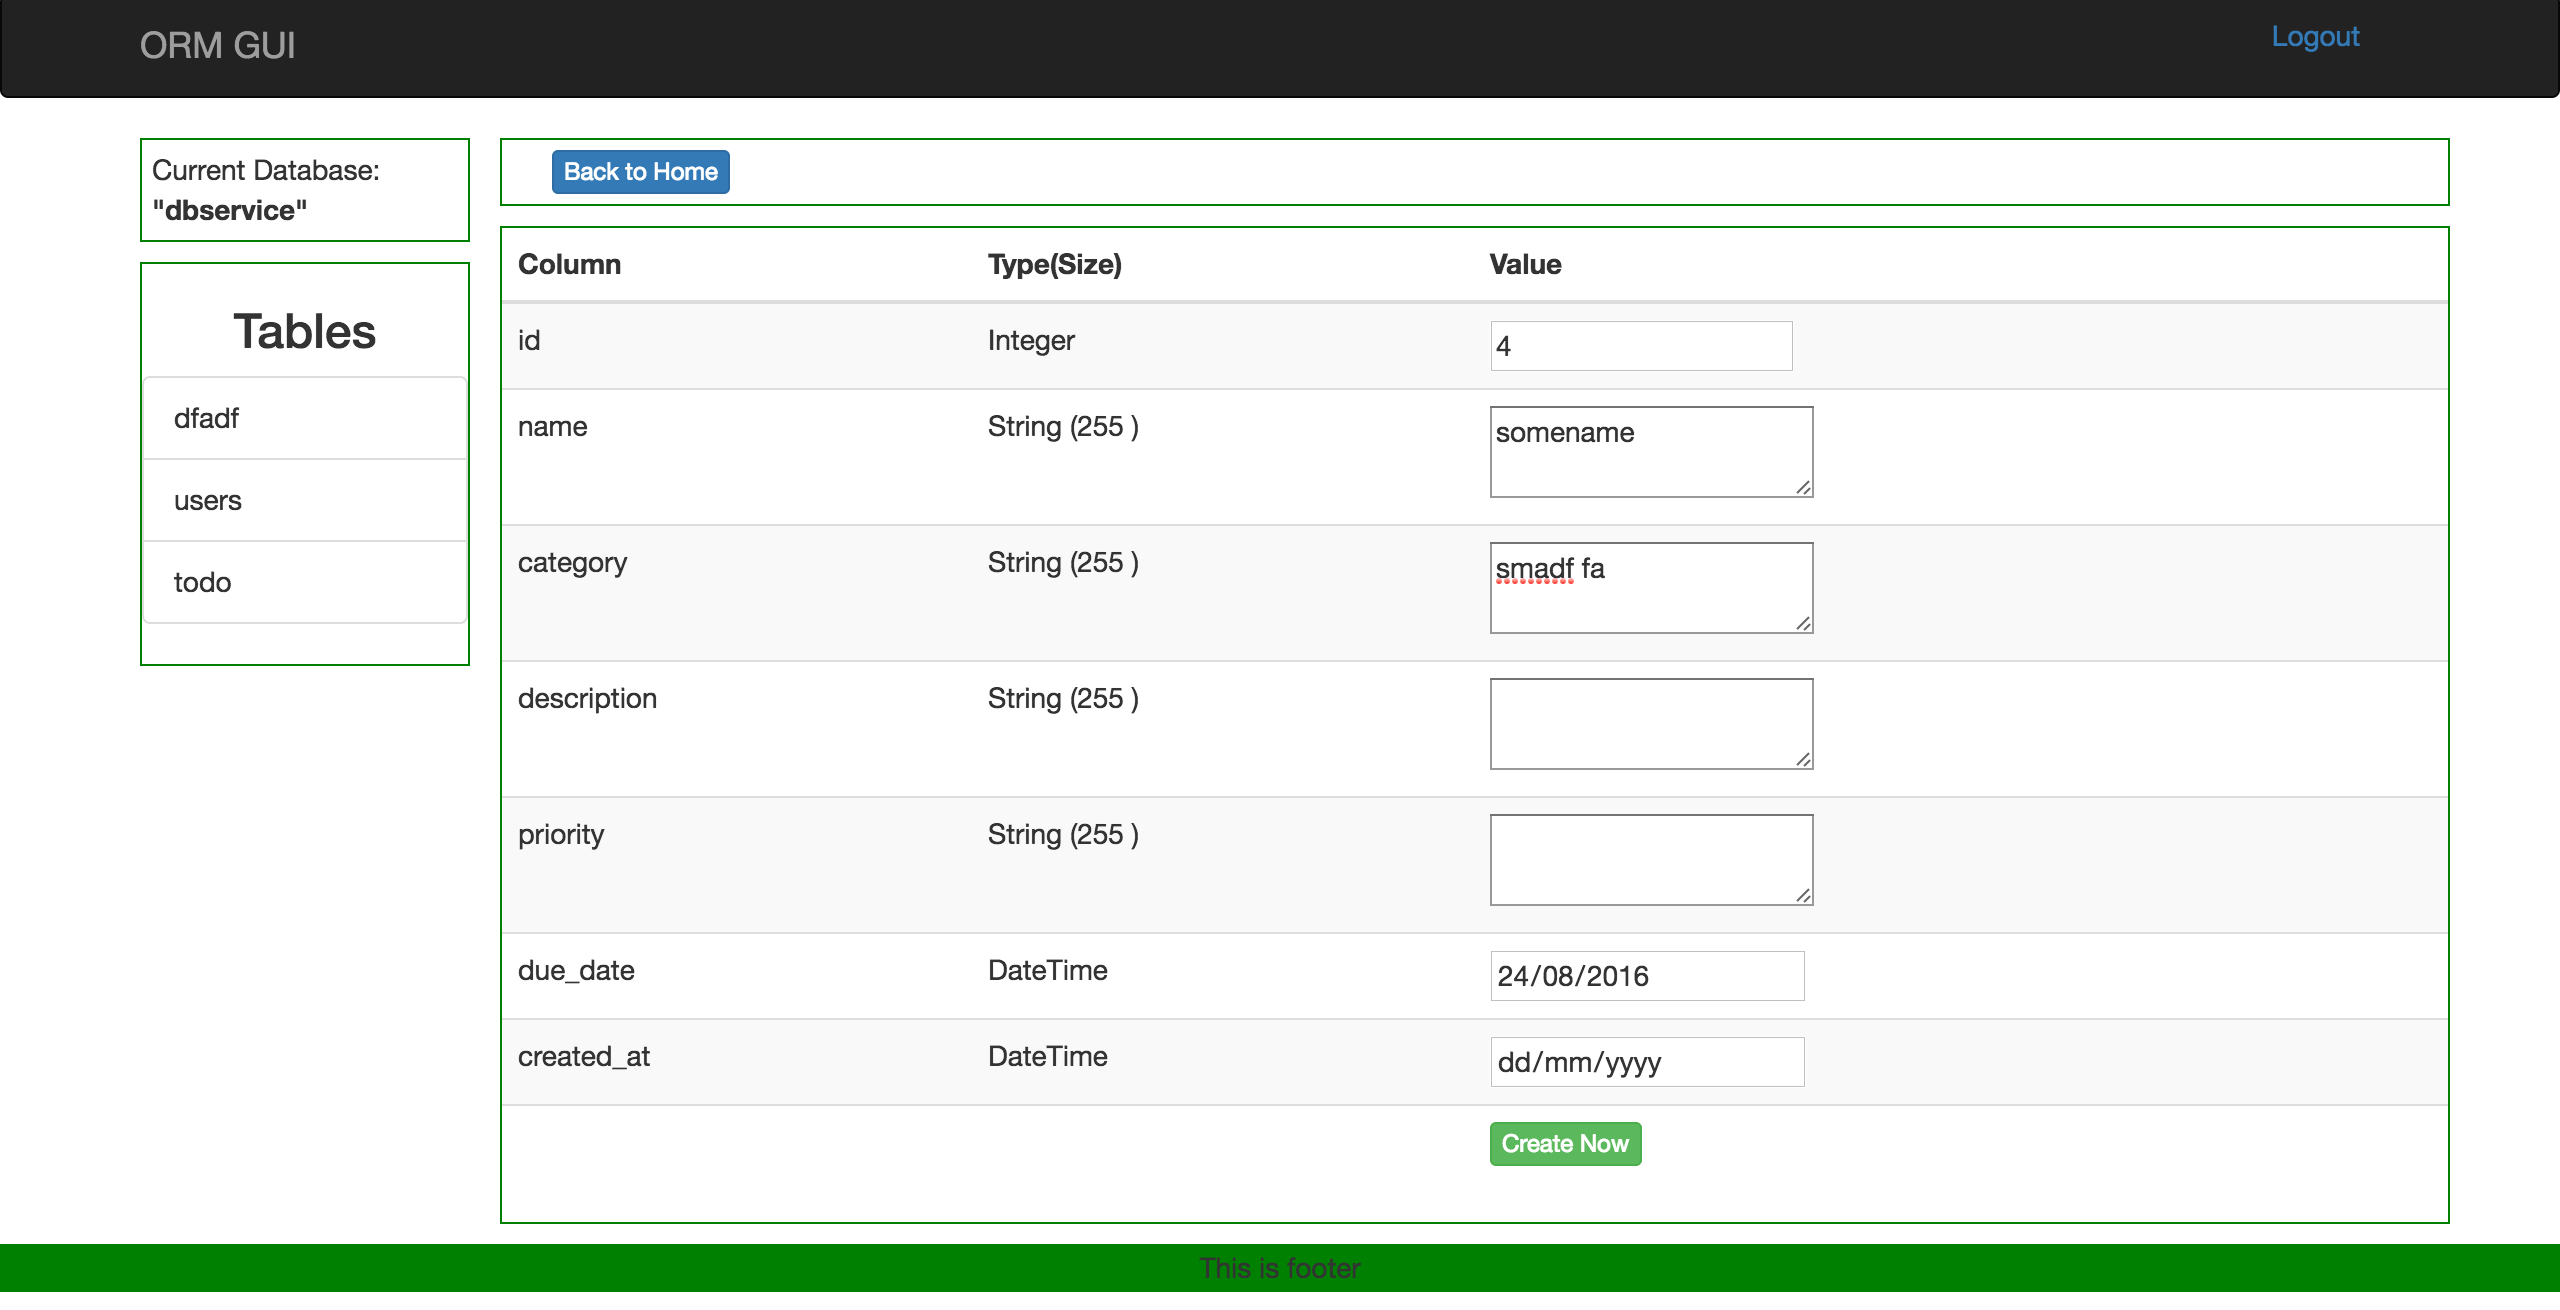 ORM GUI
Logout
Current Database:
"dbservice"
Tables
dfadf
users
todo
Back to Home
Column Type(Size) Value
id Integer 4
name String (255 ) somename
category String (255 ) smadf fa
description String (255 )
priority String (255 )
due_date DateTime 24/08/2016
created_at DateTime dd/mm/yyyy
Create Now
This is footer